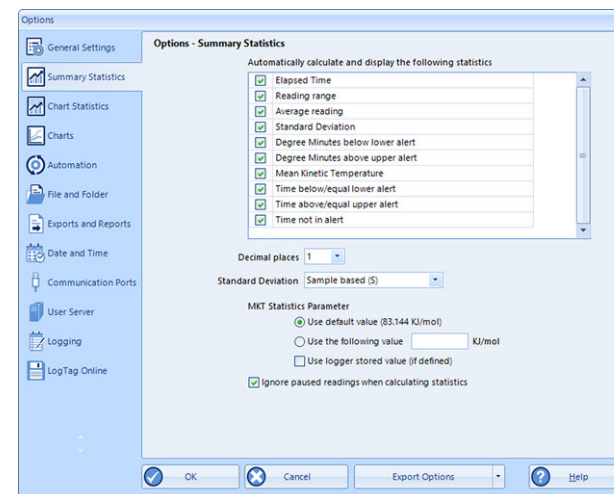 Options
General Settings
Summary Statistics
Chart Statistics
Charts
Automation
File and Folder
Exports and Reports
Date and Time
Communication Ports
User Server
Logging
LogTag Online
Options - Summary Statistics
Automatically calculate and display the following statistics
Elapsed Time
Reading range
Average reading
Standard Deviation
Degree Minutes below lower alert
Degree Minutes above upper alert
Mean Kinetic Temperature
Time below/equal lower alert
Time above/equal upper alert
Time not in alert
Decimal places 1
Standard Deviation Sample based (S)
MKT Statistics Parameter
Use default value (83.144 KJ/mol)
Use the following value KJ/mol
Use logger stored value (if defined)
Ignore paused readings when calculating statistics
OK Cancel Export Options Help